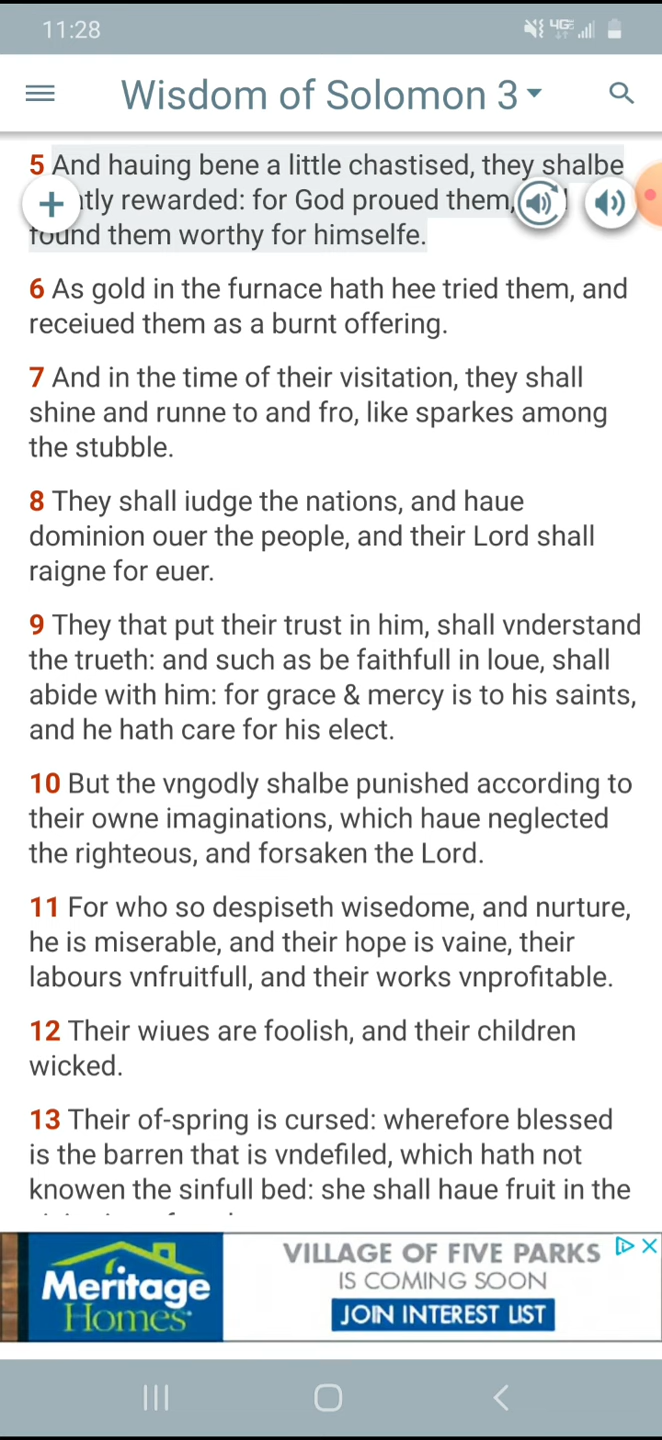 11:28
4GE
Wisdom of Solomon 3
5 And hauing bene a little chastised, they shalbe
tly rewarded: for God proued them,
found them worthy for himselfe.
6 As gold in the furnace hath hee tried them, and
receiued them as a burnt offering.
7 And in the time of their visitation, they shall
shine and runne to and fro, like sparkes among
the stubble.
8 They shall iudge the nations, and haue
dominion ouer the people, and their Lord shall
raigne for euer.
9 They that put their trust in him, shall vnderstand
the trueth: and such as be faithfull in loue, shall
abide with him: for grace & mercy is to his saints,
and he hath care for his elect.
10 But the vngodly shalbe punished according to
their owne imaginations, which haue neglected
the righteous, and forsaken the Lord.
11 For who so despiseth wisedome, and nurture,
he is miserable, and their hope is vaine, their
labours vnfruitfull, and their works vnprofitable.
12 Their wiues are foolish, and their children
wicked.
13 Their of-spring is cursed: wherefore blessed
is the barren that is vndefiled, which hath not
knowen the sinfull bed: she shall haue fruit in the
Meritage
Homes
VILLAGE OF FIVE PARKS
IS COMING SOON
JOIN INTEREST LIST